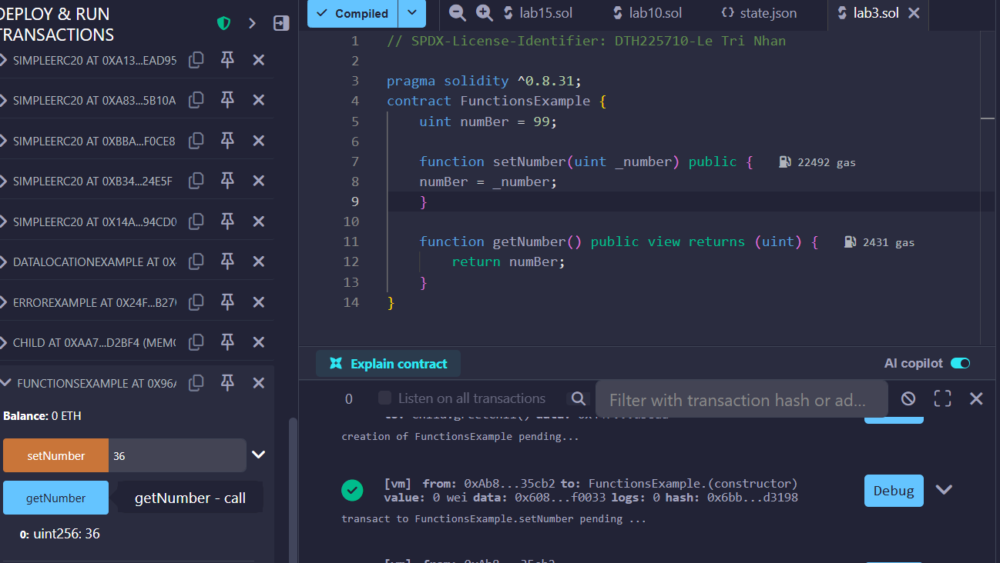 DEPLOY & RUN
TRANSACTIONS
SIMPLEERC20 AT 0XA13...EAD95
SIMPLEERC20 AT 0XA83...5B10A
SIMPLEERC20 AT 0XBBA...F0CE8
SIMPLEERC20 AT 0XB34...24E5F
SIMPLEERC20 AT 0X14A...94CD0
DATALOCATIONEXAMPLE AT 0X
ERROREXAMPLE AT 0X24F...B27
CHILD AT 0XAA7...D2BF4 (MEMO
FUNCTIONSEXAMPLE AT 0X96A
Balance: 0 ETH
setNumber 36
getNumber getNumber - call
0: uint256: 36
Compiled lab15.sol lab10.sol state.json lab3.sol
1 // SPDX-License-Identifier: DTH225710-Le Tri Nhan
2
3 pragma solidity ^0.8.31;
4 contract FunctionsExample {
5 uint numBer = 99;
6
7 function setNumber(uint _number) public { 22492 gas
8 numBer = _number;
9 }
10
11 function getNumber() public view returns (uint) { 2431 gas
12 return numBer;
13 }
14 }
Explain contract AI copilot
0 Listen on all transactions Filter with transaction hash or ad...
creation of FunctionsExample pending...
[vm] from: 0xAb8...35cb2 to: FunctionsExample.(constructor)
value: 0 wei data: 0x608...f0033 logs: 0 hash: 0x6bb...d3198
Debug
transact to FunctionsExample.setNumber pending ...
[vm] from: 0xAb8...35cb2